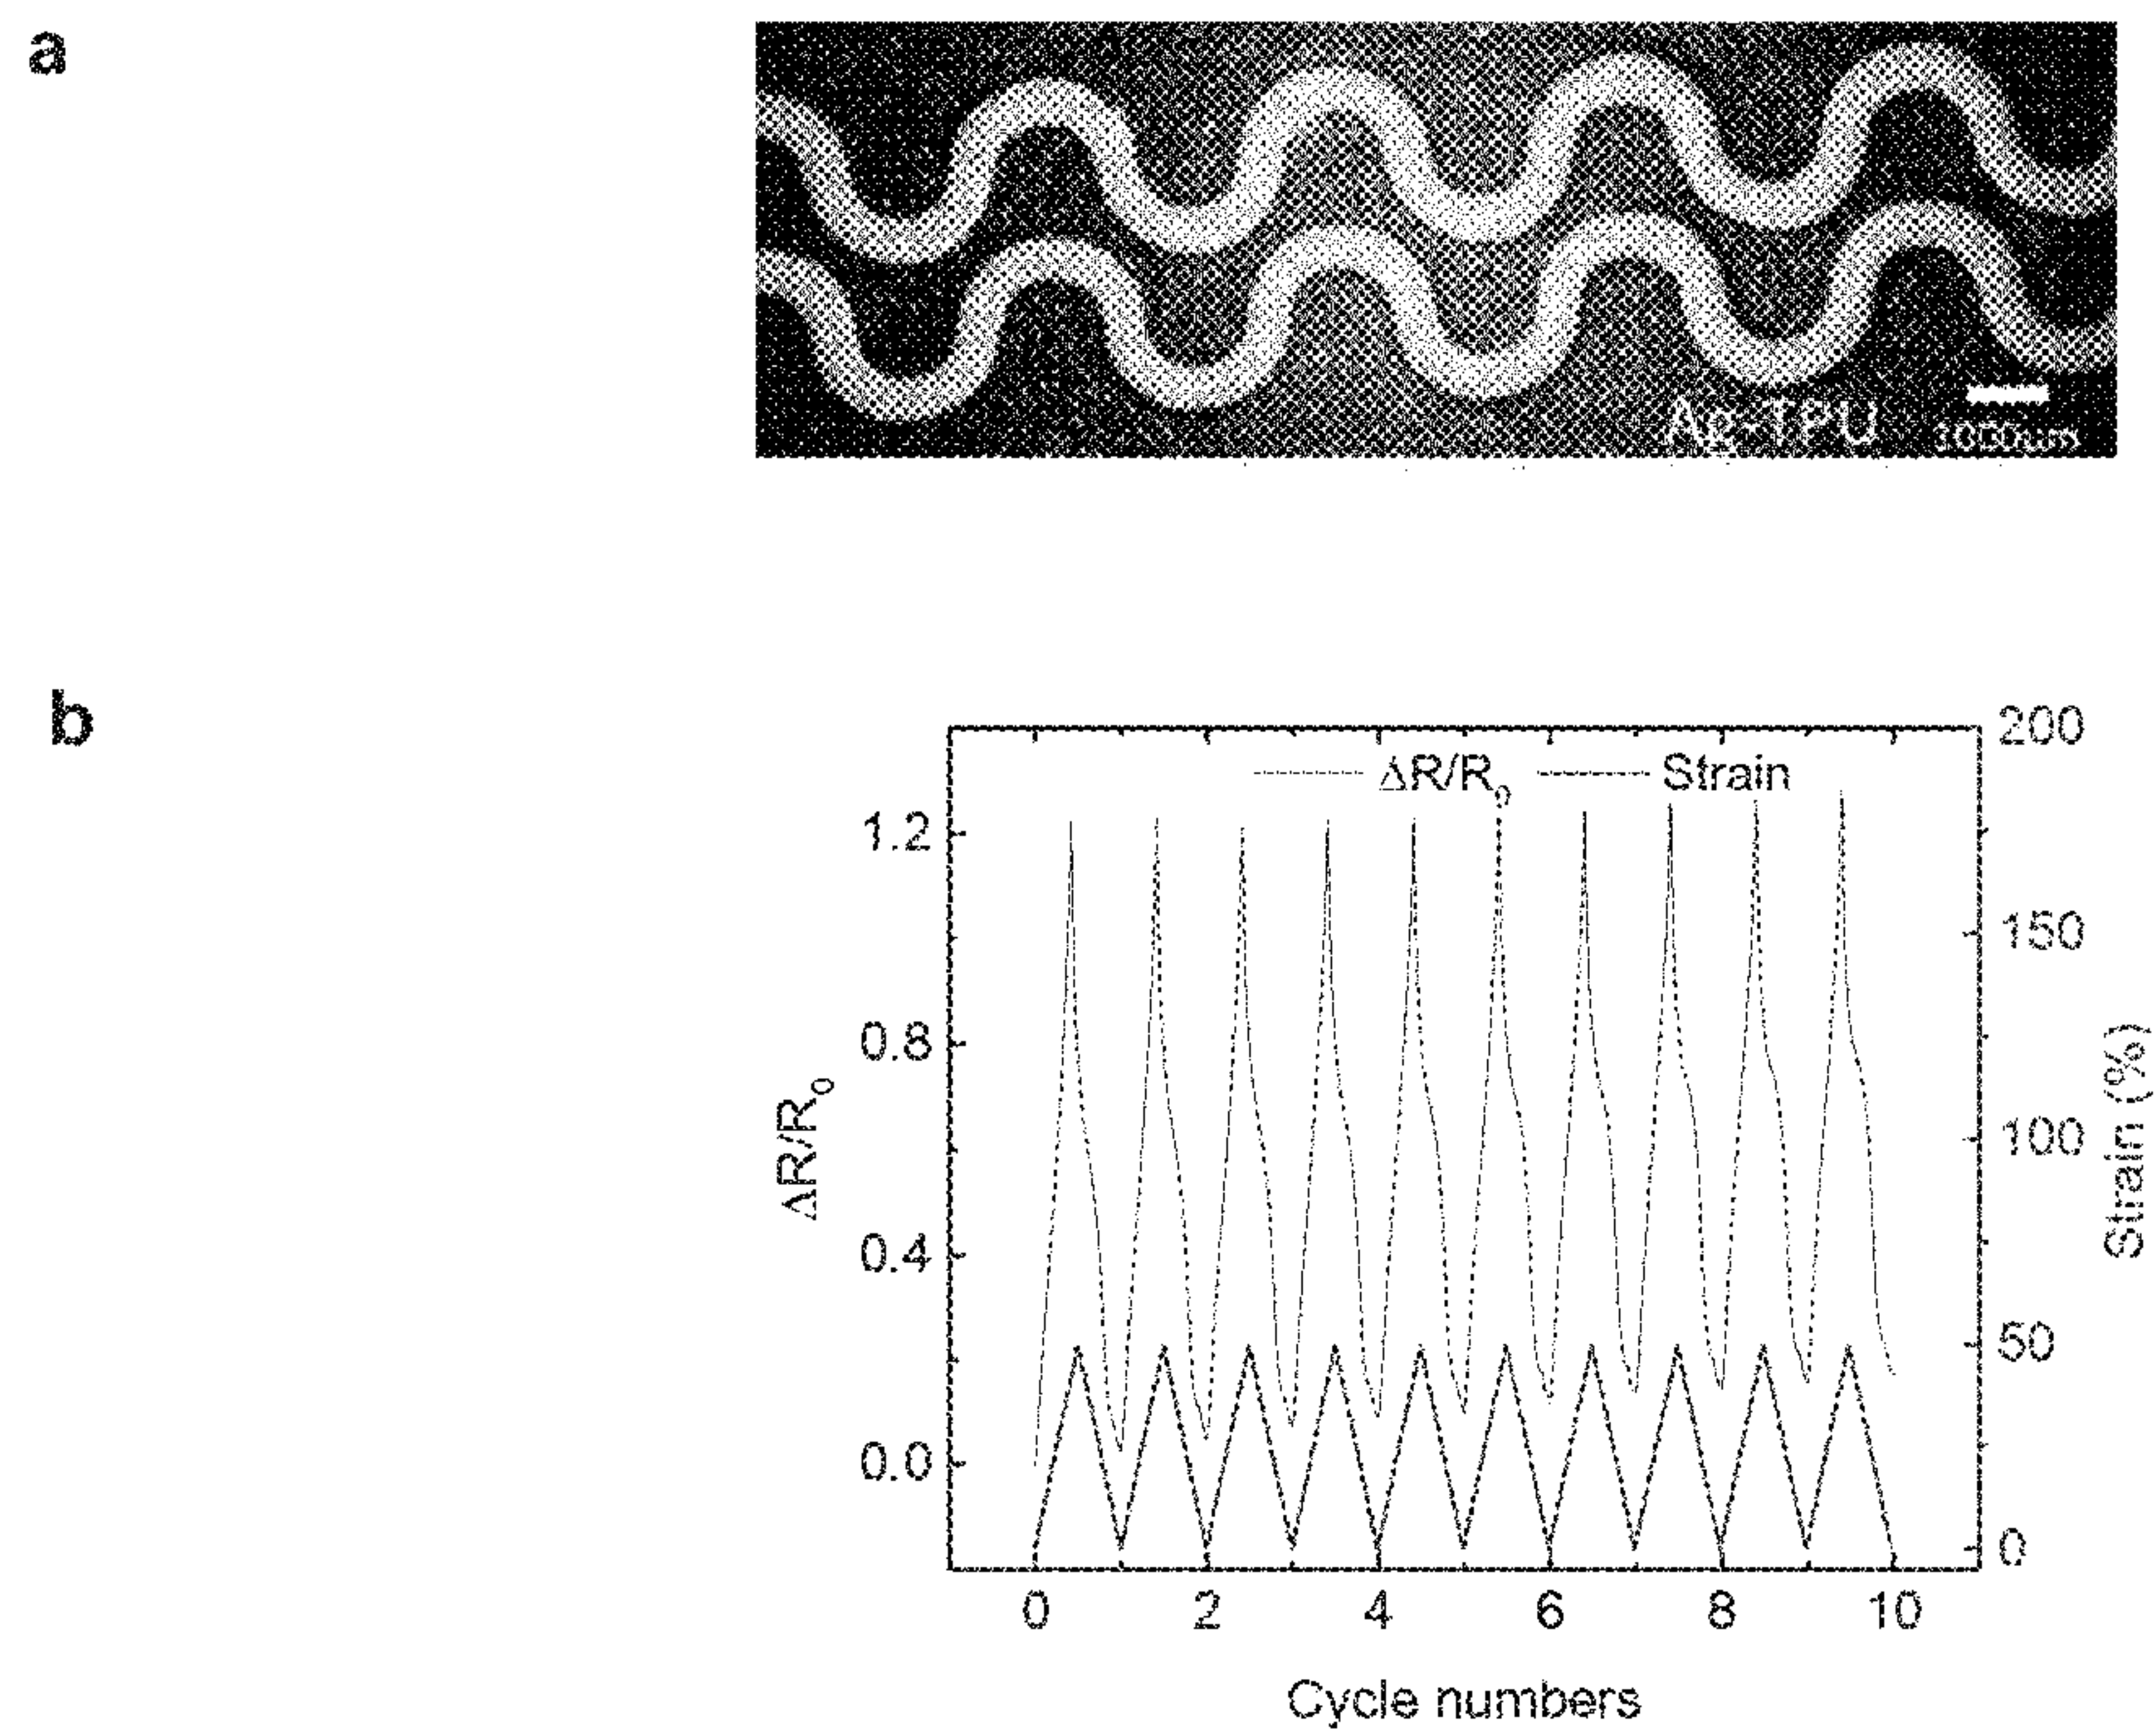 a
Ag-TPU
1000um
b
ΔR/R₀ Strain
200
1.2
150
0.8
100
0.4
50
0.0
0
ΔR/R₀
Strain (%)
0 2 4 6 8 10
Cycle numbers